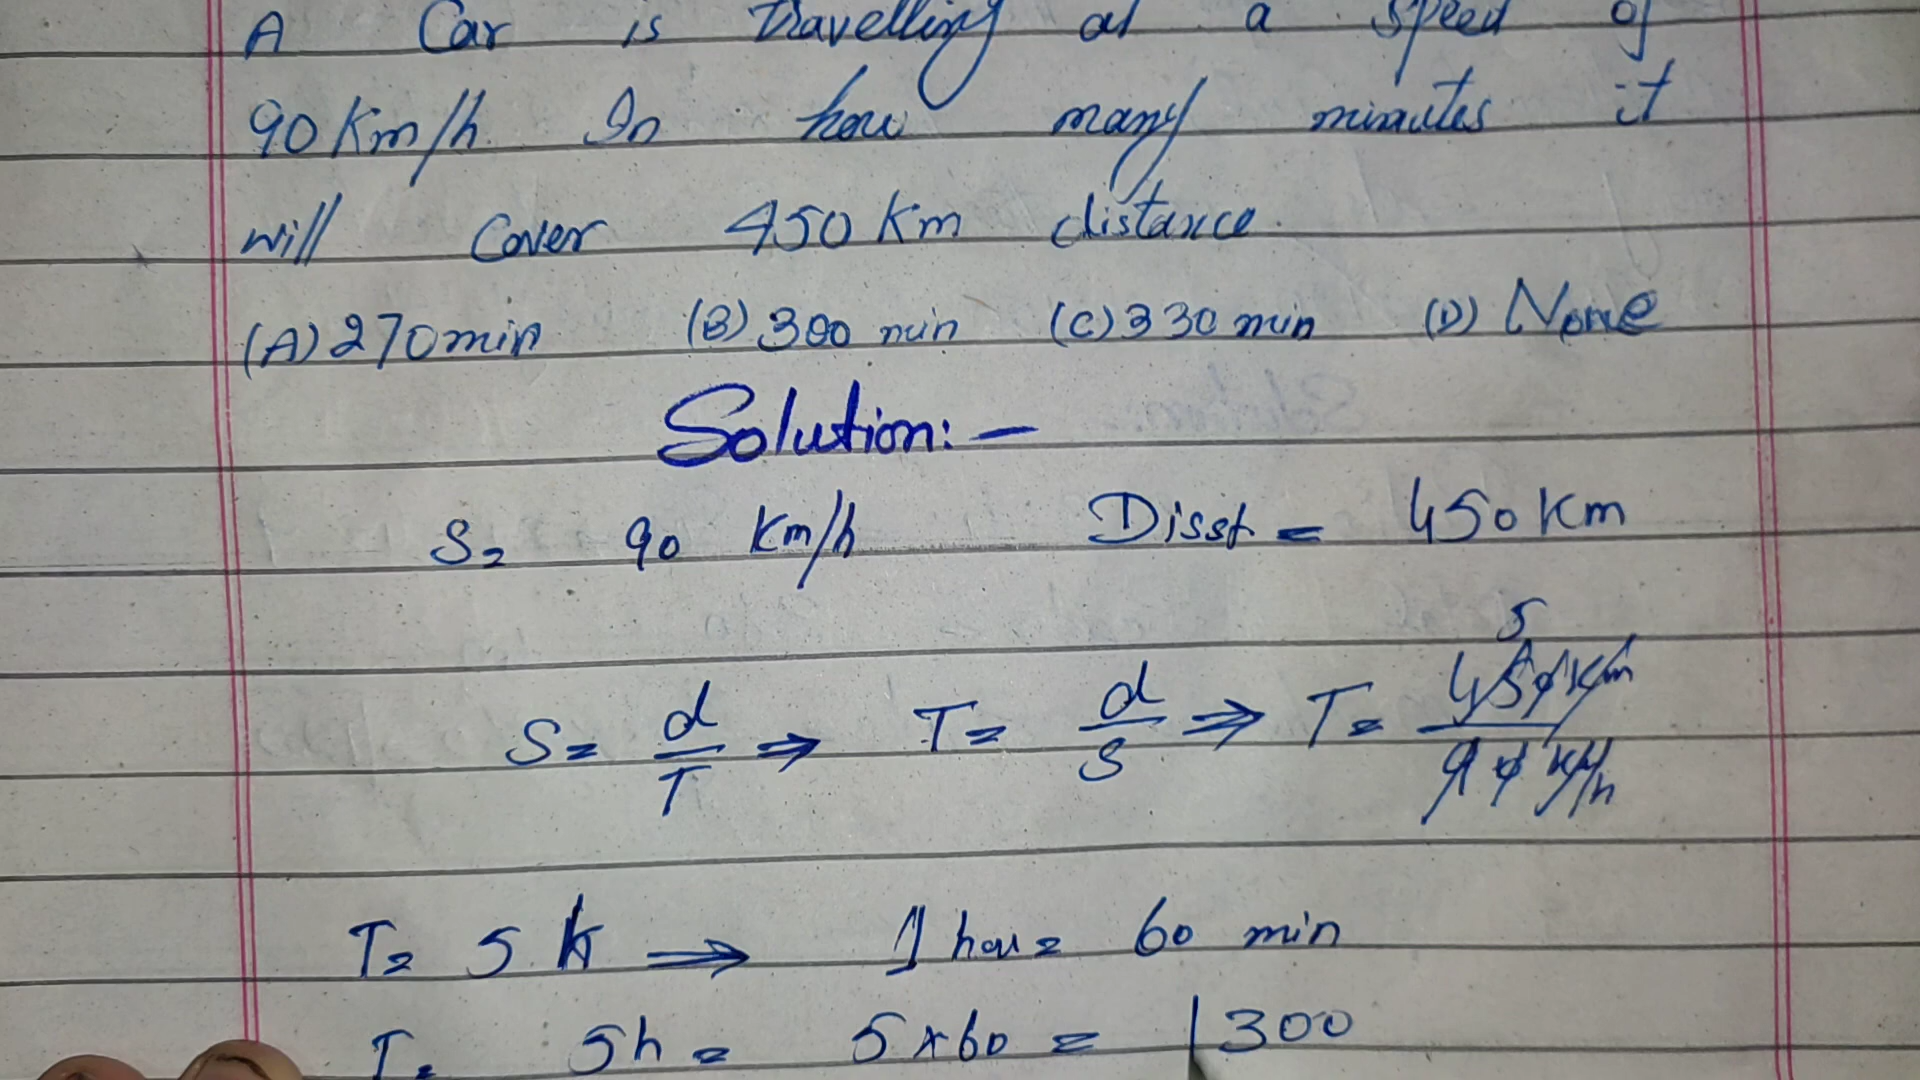 A Car is Travelling at a speed of
90 Km/h. In how many minutes it
will Cover 450 Km distance.
(A) 270 min (B) 300 min (C) 330 min (D) None
Solution: -
S = 90 Km/h Disst = 450 Km
S = d/T ⇒ T = d/S ⇒ T = 450 Km / 90 Km/h 5
T = 5 h ⇒ 1 hou = 60 min
T = 5h = 5 × 60 = 300